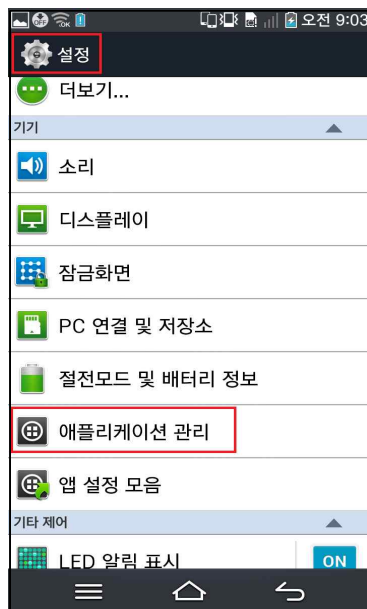 오전 9:03
설정
더보기...
기기
소리
디스플레이
잠금화면
PC 연결 및 저장소
절전모드 및 배터리 정보
애플리케이션 관리
앱 설정 모음
기타 제어
LED 알림 표시
ON